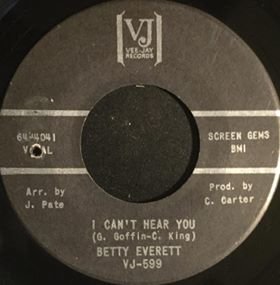 VJ
VEE-JAY
RECORDS
SCREEN GEMS
BMI
Arr. by
J. Pate
Prod. by
C. Carter
I CAN'T HEAR YOU
(G. Goffin-C. King)
BETTY EVERETT
VJ-599